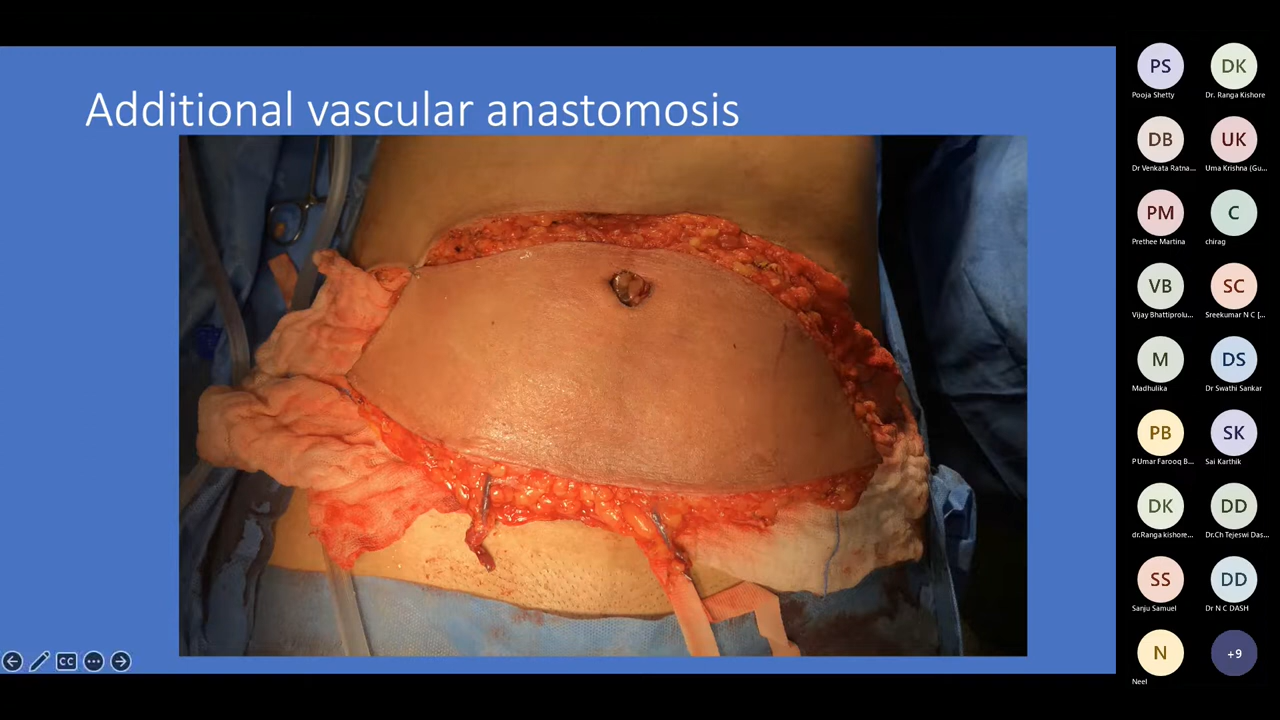 Additional vascular anastomosis
PS
DK
Pooja Shetty
Dr. Ranga Kishore
DB
UK
Dr Venkata Ratna...
Uma Krishna (Gu...
PM
C
Prethee Martina
chirag
VB
SC
Vijay Bhattiprolu...
Sreekumar N C [...
M
DS
Madhulika
Dr Swathi Sankar
PB
SK
P Umar Farooq B...
Sai Karthik
DK
DD
dr.Ranga kishore...
Dr.Ch Tejeswi Das...
SS
DD
Sanju Samuel
Dr N C DASH
N
+9
Neel
CC